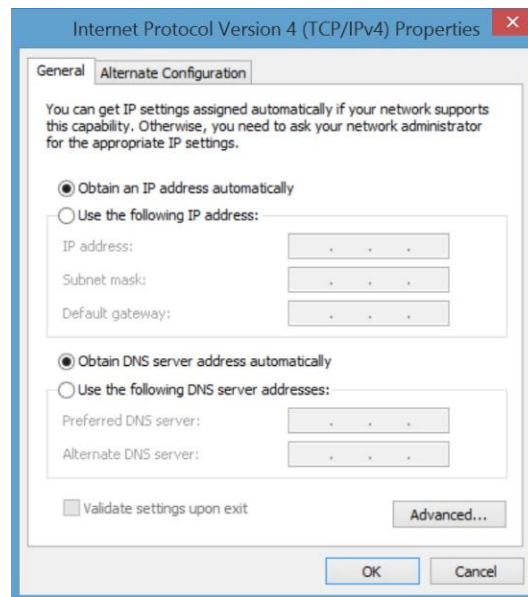 Internet Protocol Version 4 (TCP/IPv4) Properties
General
Alternate Configuration
You can get IP settings assigned automatically if your network supports
this capability. Otherwise, you need to ask your network administrator
for the appropriate IP settings.
Obtain an IP address automatically
Use the following IP address:
IP address:
Subnet mask:
Default gateway:
Obtain DNS server address automatically
Use the following DNS server addresses:
Preferred DNS server:
Alternate DNS server:
Validate settings upon exit
Advanced...
OK
Cancel